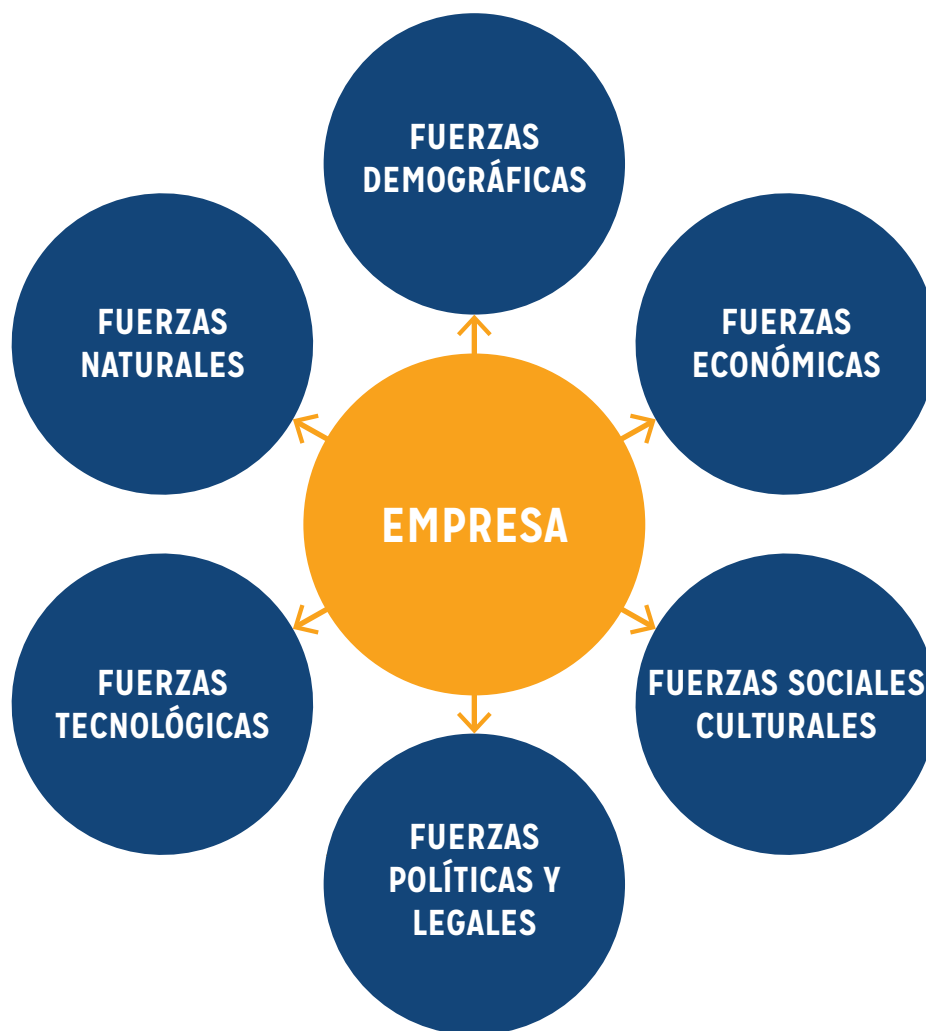 FUERZAS
DEMOGRÁFICAS
FUERZAS
NATURALES
FUERZAS
ECONÓMICAS
EMPRESA
FUERZAS
TECNOLÓGICAS
FUERZAS SOCIALES
CULTURALES
FUERZAS
POLÍTICAS Y
LEGALES